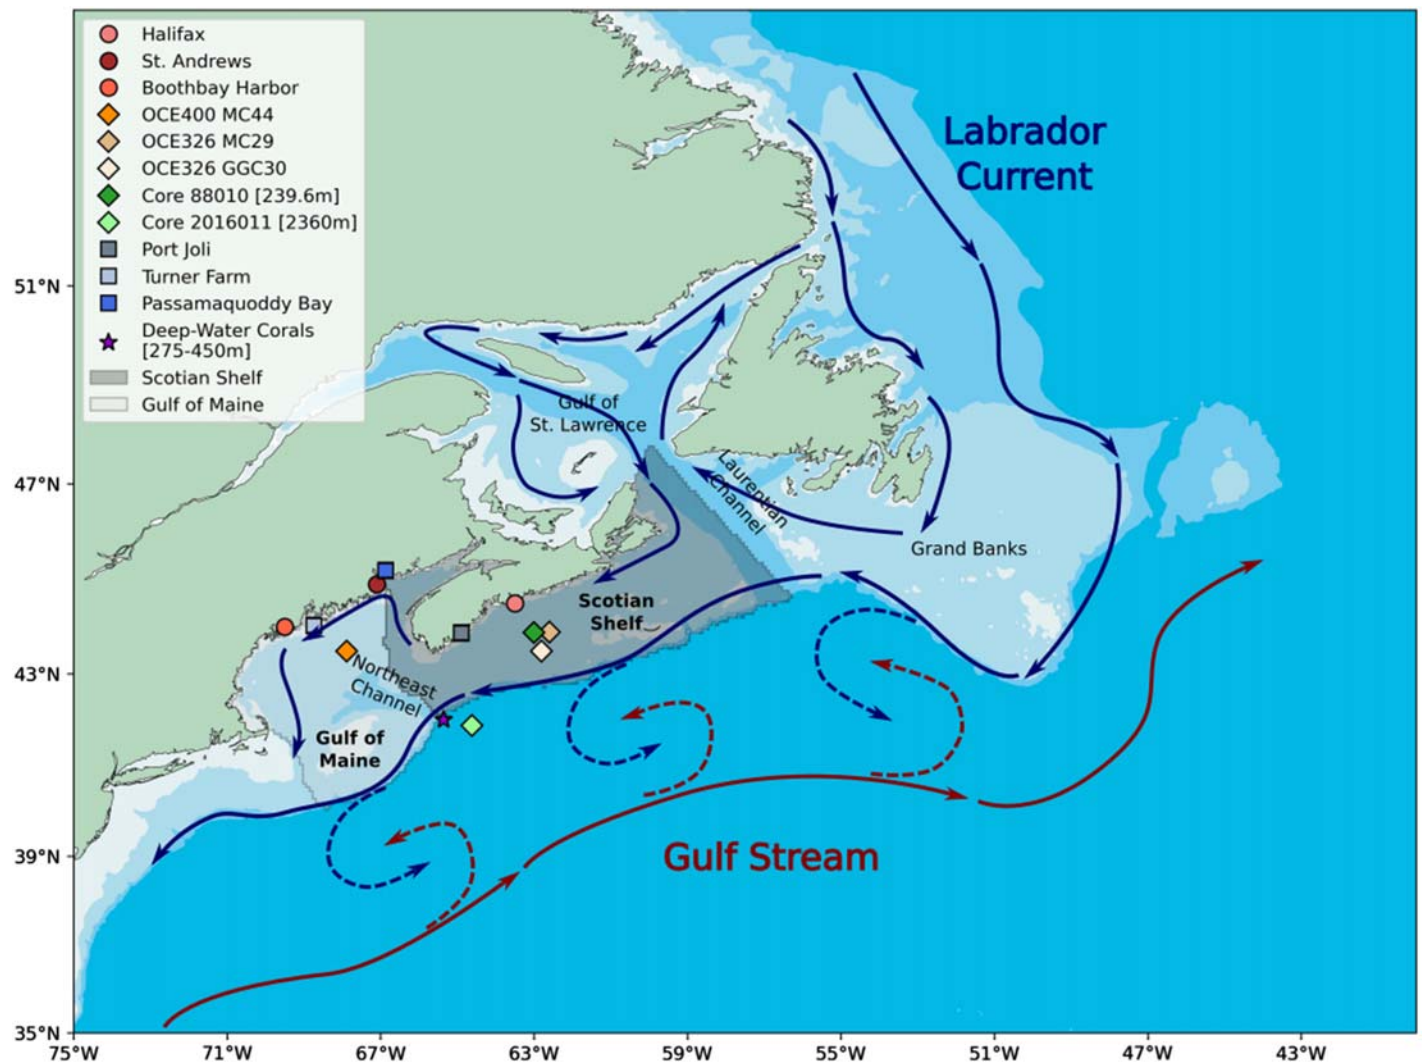 Halifax
St. Andrews
Boothbay Harbor
OCE400 MC44
OCE326 MC29
OCE326 GGC30
Core 88010 [239.6m]
Core 2016011 [2360m]
Port Joli
Turner Farm
Passamaquoddy Bay
Deep-Water Corals
[275-450m]
Scotian Shelf
Gulf of Maine
Labrador
Current
51°N
Gulf of
St. Lawrence
47°N
Laurentian
Channel
Grand Banks
Scotian
Shelf
43°N
Northeast
Channel
Gulf of
Maine
39°N
Gulf Stream
35°N
75°W
71°W
67°W
63°W
59°W
55°W
51°W
47°W
43°W